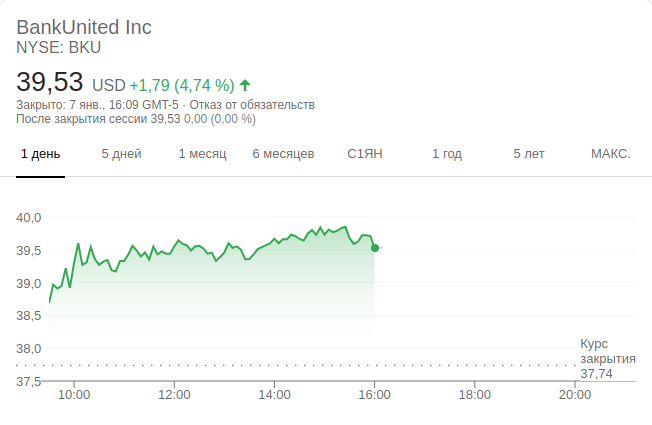 BankUnited Inc
NYSE: BKU
39,53 USD +1,79 (4,74 %)
Закрыто: 7 янв., 16:09 GMT-5 · Отказ от обязательств
После закрытия сессии 39,53 0,00 (0,00 %)
1 день 5 дней 1 месяц 6 месяцев С1ЯН 1 год 5 лет МАКС.
40,0
39,5
39,0
38,5
38,0
Курс
закрытия
37,74
37,5
10:00 12:00 14:00 16:00 18:00 20:00